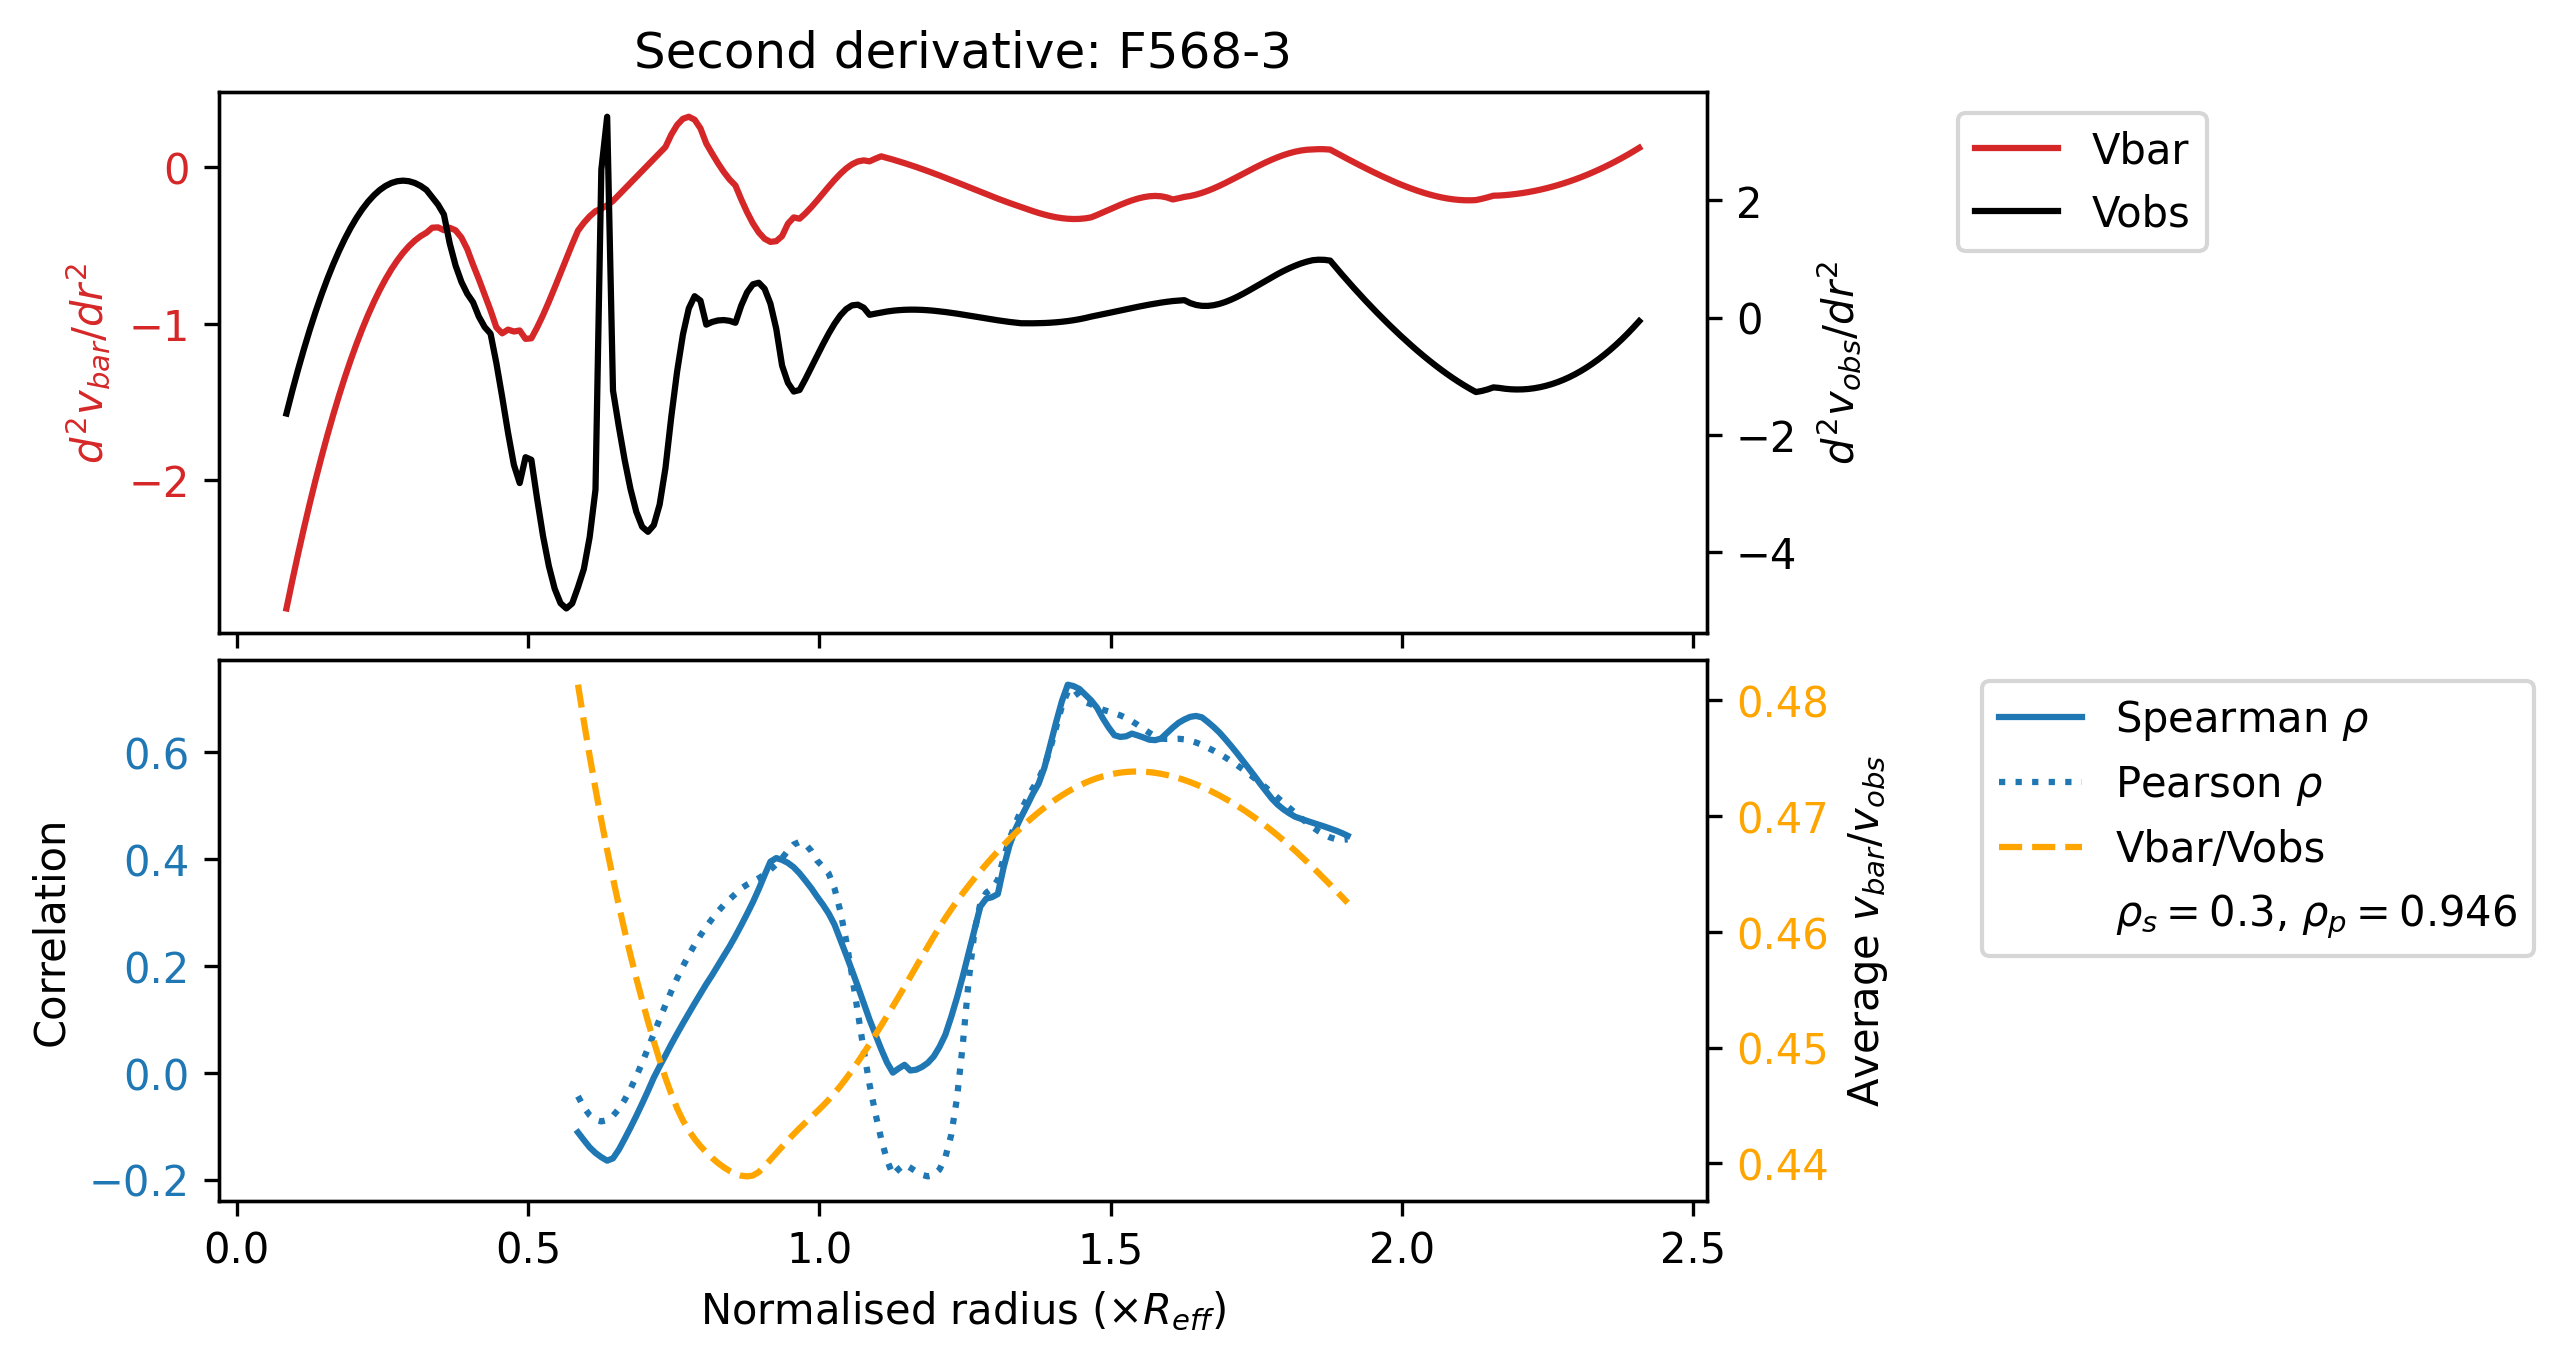 Second derivative: F568-3
0
−1
−2
d²v_bar/dr²
2
0
−2
−4
d²v_obs/dr²
Vbar
Vobs
0.6
0.4
0.2
0.0
−0.2
Correlation
0.48
0.47
0.46
0.45
0.44
Average v_bar/v_obs
Spearman ρ
Pearson ρ
Vbar/Vobs
ρ_s = 0.3, ρ_p = 0.946
0.0 0.5 1.0 1.5 2.0 2.5
Normalised radius (×R_eff)